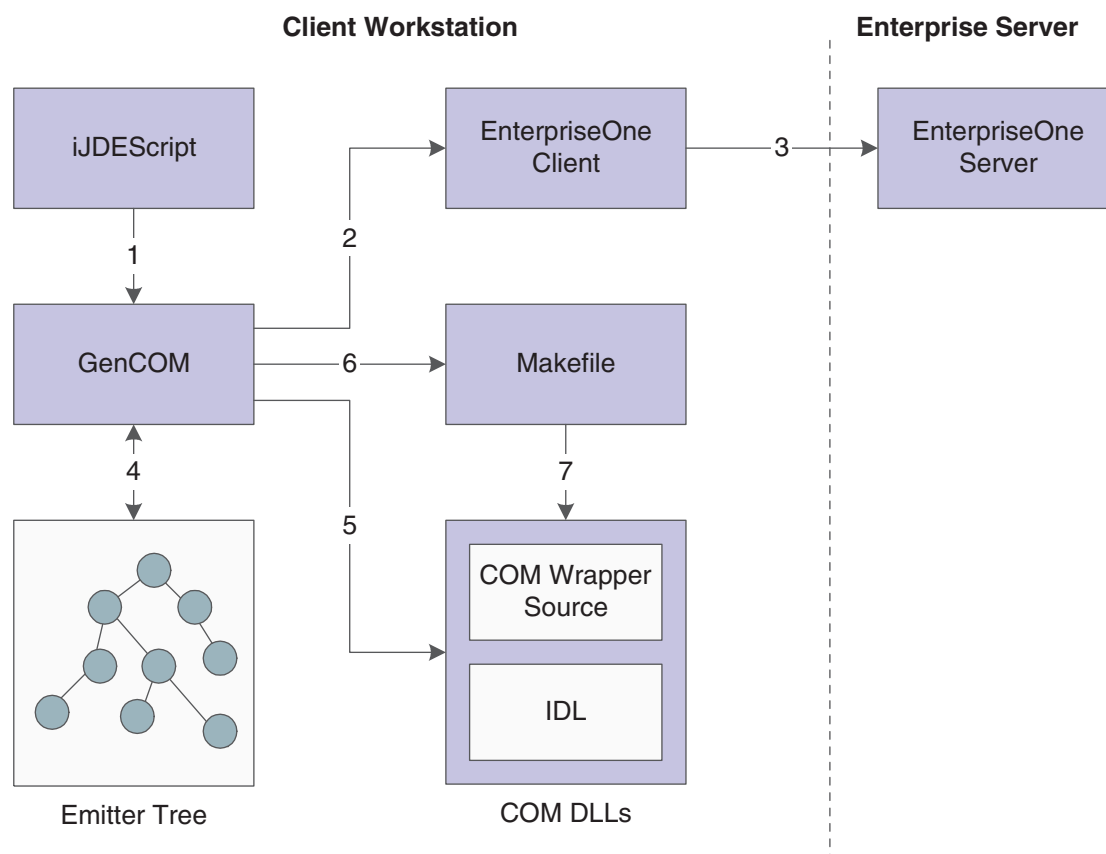 Client Workstation
Enterprise Server
iJDEScript
EnterpriseOne
Client
3
EnterpriseOne
Server
1
2
GenCOM
6
Makefile
4
5
7
COM Wrapper
Source
IDL
Emitter Tree
COM DLLs